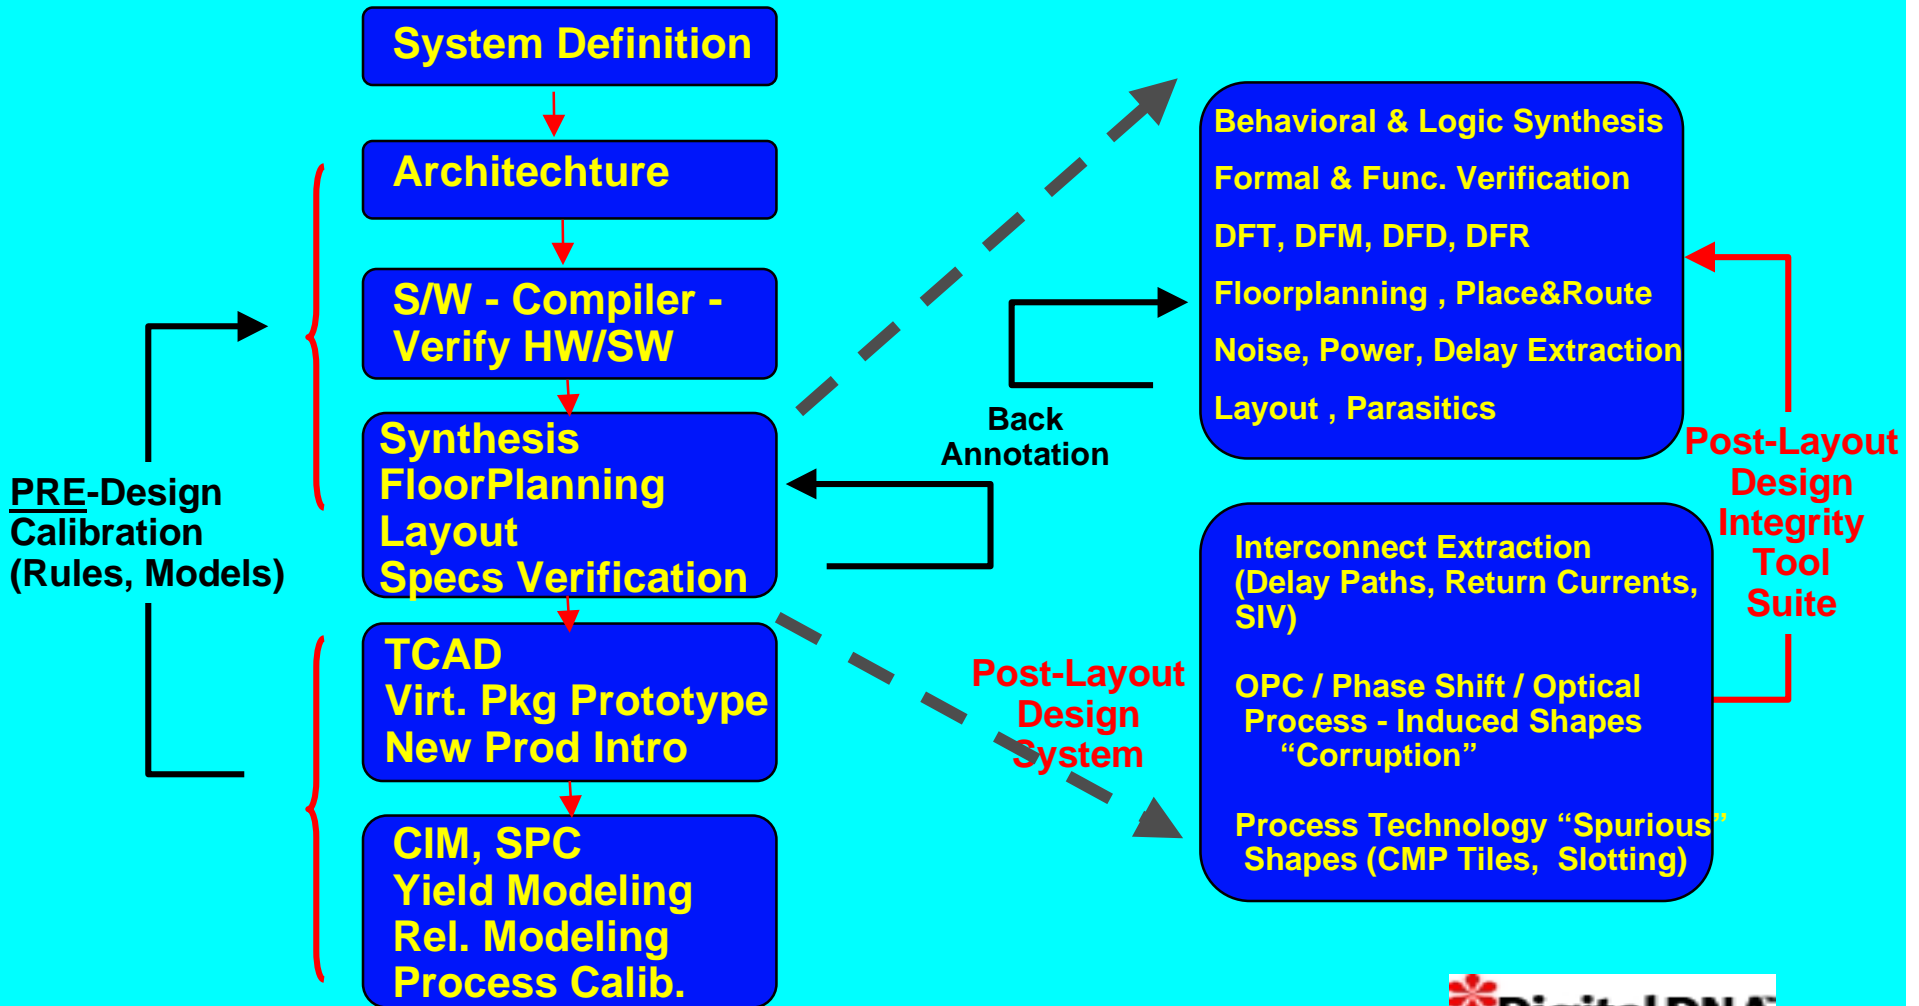 System Definition
Architechture
S/W - Compiler -
Verify HW/SW
Synthesis
FloorPlanning
Layout
Specs Verification
TCAD
Virt. Pkg Prototype
New Prod Intro
CIM, SPC
Yield Modeling
Rel. Modeling
Process Calib.
PRE-Design
Calibration
(Rules, Models)
Back
Annotation
Post-Layout
Design
System
Behavioral & Logic Synthesis
Formal & Func. Verification
DFT, DFM, DFD, DFR
Floorplanning , Place&Route
Noise, Power, Delay Extraction
Layout , Parasitics
Interconnect Extraction
(Delay Paths, Return Currents,
SIV)
OPC / Phase Shift / Optical
Process - Induced Shapes
“Corruption”
Process Technology “Spurious”
Shapes (CMP Tiles, Slotting)
Post-Layout
Design
Integrity
Tool
Suite
Digital DNA